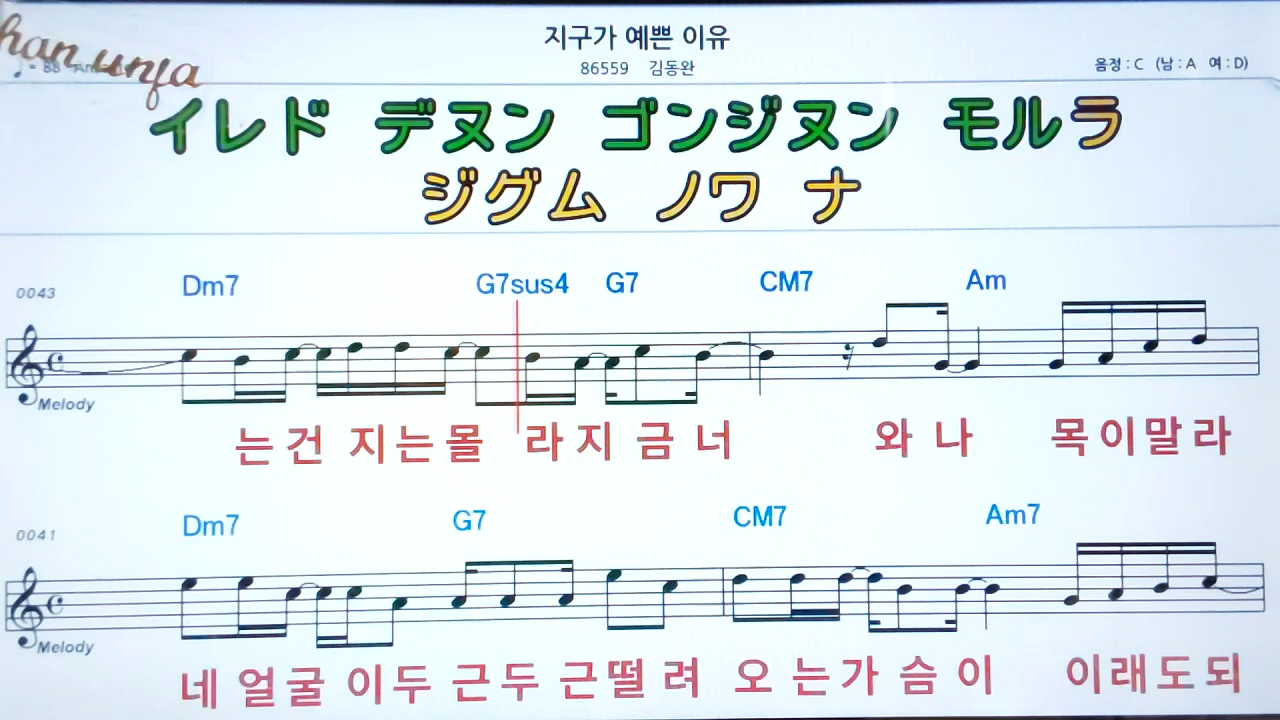 지구가 예쁜 이유
han unja
86559 김동완
음정 : C (남 : A 여 : D)
イレド デヌン ゴンジヌン モルラ
ジグム ノワ ナ
0043 Dm7 G7sus4 G7 CM7 Am
Melody
는 건 지 는 몰 라 지 금 너 와 나 목 이 말 라
0041 Dm7 G7 CM7 Am7
Melody
네 얼 굴 이 두 근 두 근 떨 려 오 는 가 슴 이 이 래 도 되